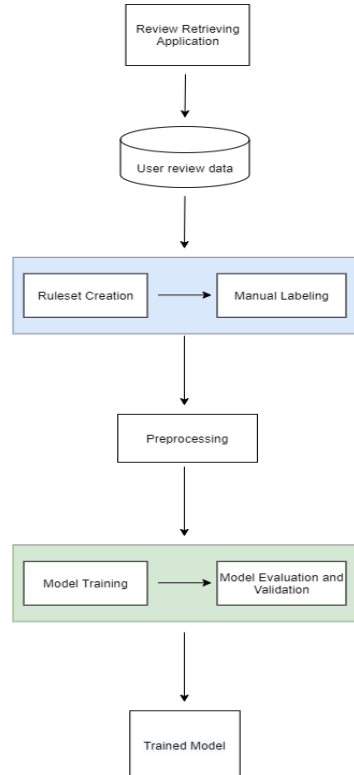 Review Retrieving
Application
User review data
Ruleset Creation
Manual Labeling
Preprocessing
Model Training
Model Evaluation and
Validation
Trained Model